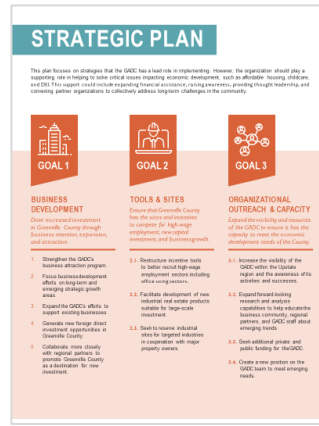 STRATEGIC PLAN
This plan focuses on strategies that the GADC has a lead role in implementing. However, the organization should play a
supporting role in helping to solve critical issues impacting economic development, such as affordable housing, childcare,
and DEI. This support could include expanding financial assistance, raising awareness, providing thought leadership, and
convening partner organizations to collectively address long-term challenges in the community.
GOAL 1
BUSINESS
DEVELOPMENT
Drive increased investment
in Greenville County through
business retention, expansion,
and attraction.
1. Strengthen the GADC's
business attraction program.
2. Focus business development
efforts on long-term and
emerging strategic growth
areas.
3. Expand the GADC's efforts to
support existing businesses.
4. Generate new foreign direct
investment opportunities in
Greenville County.
5. Collaborate more closely
with regional partners to
promote Greenville County
as a destination for new
investment.
GOAL 2
TOOLS & SITES
Ensure that Greenville County
has the sites and incentives
to compete for high-wage
employment, new capital
investment, and business growth.
2.1. Restructure incentive tools
to better recruit high-wage
employment sectors including
office using sectors.
2.2. Facilitate development of new
industrial real estate products
suitable for large-scale
investment.
2.3. Seek to reserve industrial
sites for targeted industries
in cooperation with major
property owners.
GOAL 3
ORGANIZATIONAL
OUTREACH & CAPACITY
Expand the visibility and resources
of the GADC to ensure it has the
capacity to meet the economic
development needs of the County.
3.1. Increase the visibility of the
GADC within the Upstate
region and the awareness of its
activities and successes.
3.2. Expand forward-looking
research and analysis
capabilities to help educate the
business community, regional
partners, and GADC staff about
emerging trends.
3.3. Seek additional private and
public funding for the GADC.
3.4. Create a new position on the
GADC team to meet emerging
needs.